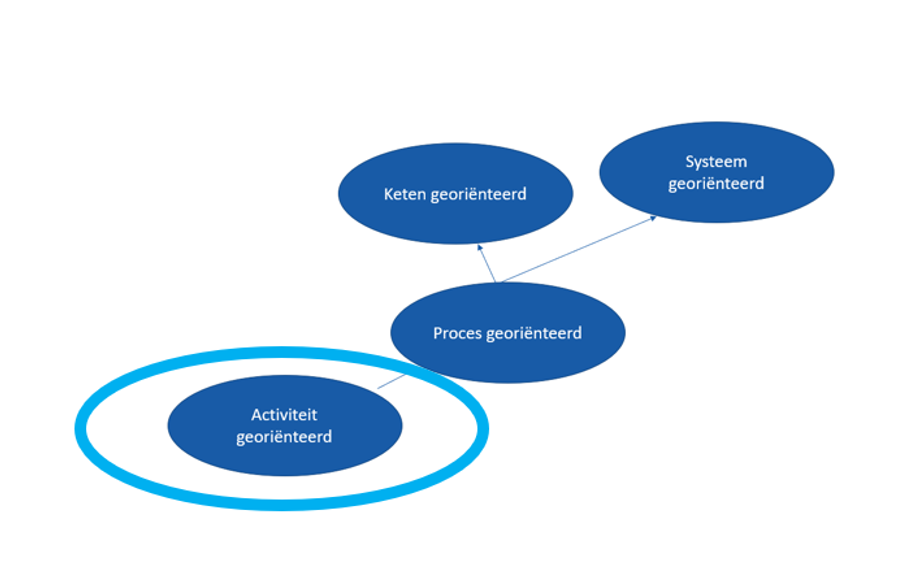 Systeem
georiënteerd
Keten georiënteerd
Proces georiënteerd
Activiteit
georiënteerd